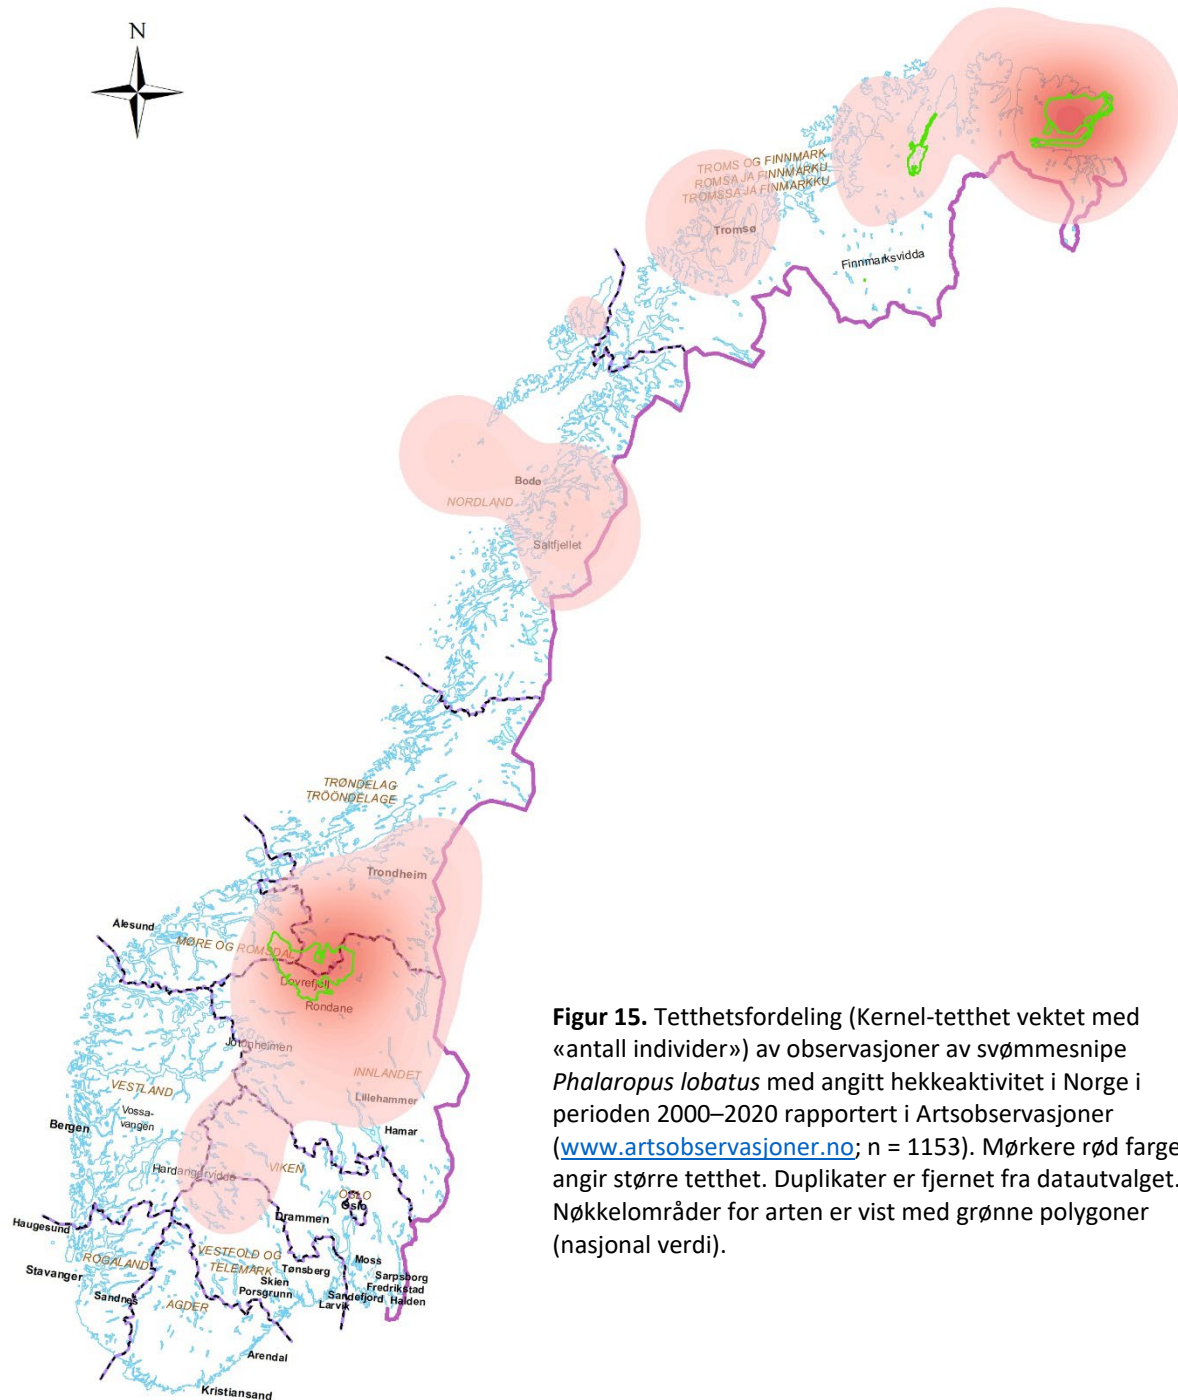 N
TROMS OG FINNMARK
ROMSA JA FINNMÁRKU
TROMSSA JA FINMARKKU
Tromsø
Finnmarksvidda
Bodø
NORDLAND
Saltfjellet
TRØNDELAG
TRÖÖNDELAGE
Trondheim
Ålesund
MØRE OG ROMSDAL
Dovrefjell
Rondane
Jotunheimen
INNLANDET
VESTLAND
Lillehammer
Vossa-
vangen
Bergen
Hamar
Hardangervidda
VIKEN
OSLO
Oslo
Drammen
Haugesund
VESTFOLD OG
TELEMARK
ROGALAND
Moss
Tønsberg
Stavanger
Skien
Sarpsborg
Porsgrunn
Fredrikstad
Sandefjord
Halden
Sandnes
Larvik
AGDER
Arendal
Kristiansand
Figur 15. Tetthetsfordeling (Kernel-tetthet vektet med
«antall individer») av observasjoner av svømmesnipe
Phalaropus lobatus med angitt hekkeaktivitet i Norge i
perioden 2000–2020 rapportert i Artsobservasjoner
(www.artsobservasjoner.no; n = 1153). Mørkere rød farge
angir større tetthet. Duplikater er fjernet fra datautvalget.
Nøkkelområder for arten er vist med grønne polygoner
(nasjonal verdi).